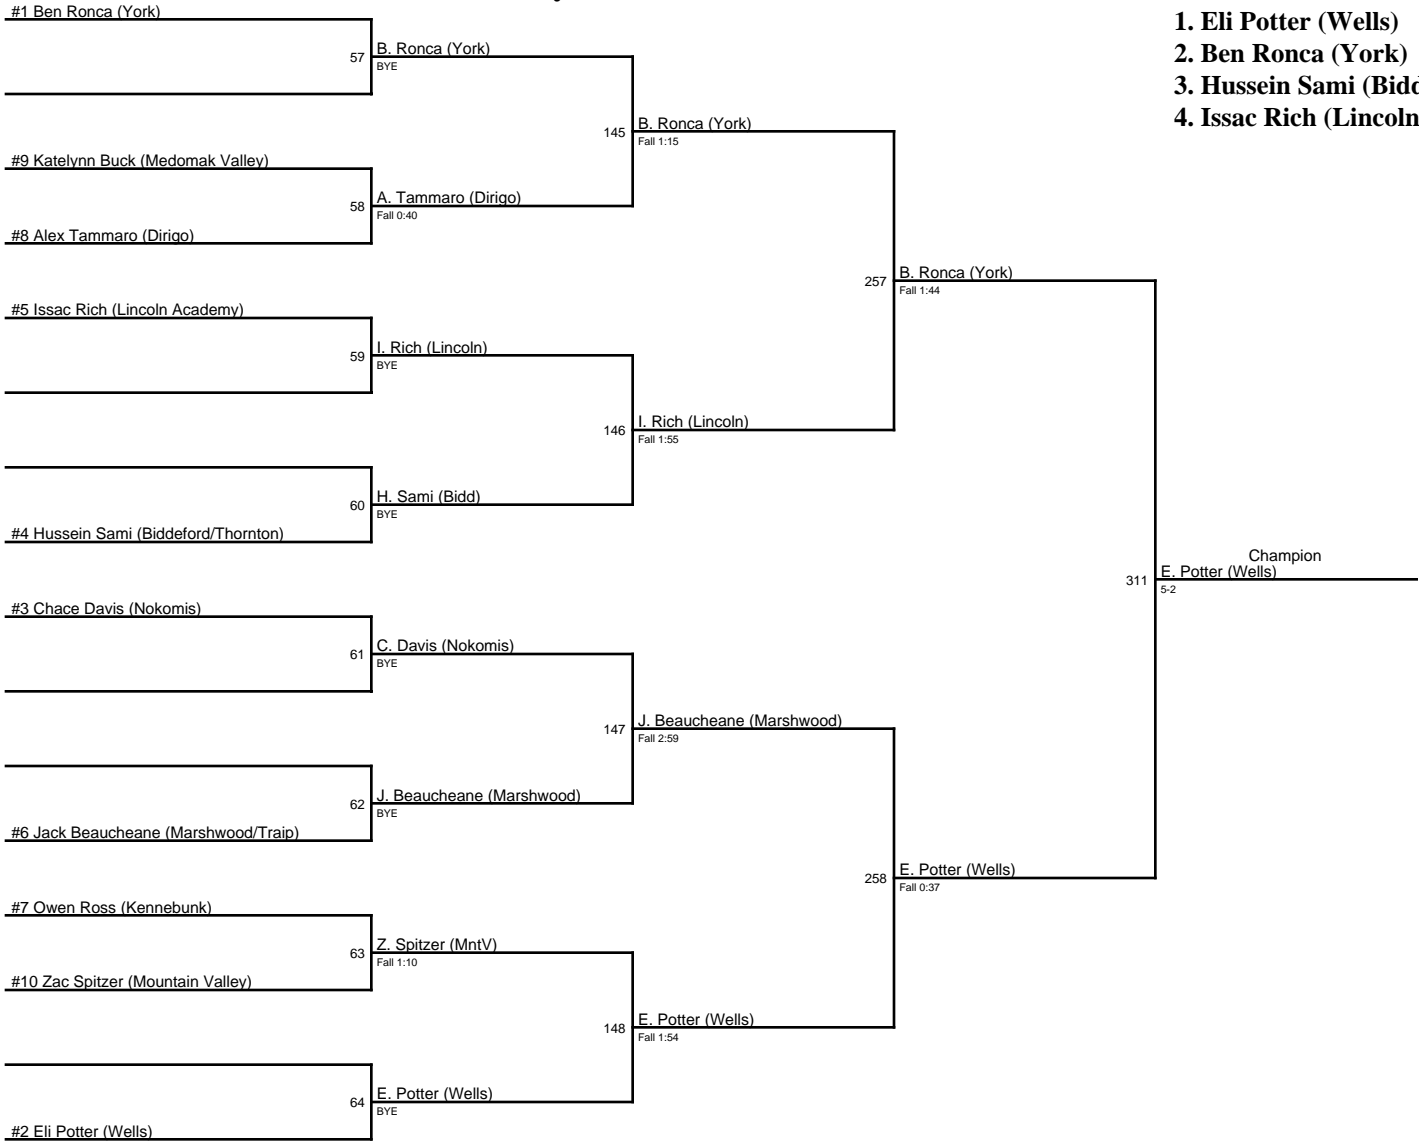 #1 Ben Ronca (York)
1. Eli Potter (Wells)
57
B. Ronca (York)
BYE
2. Ben Ronca (York)
3. Hussein Sami (Bidd
4. Issac Rich (Lincoln
145
B. Ronca (York)
Fall 1:15
#9 Katelynn Buck (Medomak Valley)
58
A. Tammaro (Dirigo)
Fall 0:40
#8 Alex Tammaro (Dirigo)
257
B. Ronca (York)
Fall 1:44
#5 Issac Rich (Lincoln Academy)
59
I. Rich (Lincoln)
BYE
146
I. Rich (Lincoln)
Fall 1:55
60
H. Sami (Bidd)
BYE
#4 Hussein Sami (Biddeford/Thornton)
Champion
311
E. Potter (Wells)
5-2
#3 Chace Davis (Nokomis)
61
C. Davis (Nokomis)
BYE
147
J. Beaucheane (Marshwood)
Fall 2:59
62
J. Beaucheane (Marshwood)
BYE
#6 Jack Beaucheane (Marshwood/Traip)
258
E. Potter (Wells)
Fall 0:37
#7 Owen Ross (Kennebunk)
63
Z. Spitzer (MntV)
Fall 1:10
#10 Zac Spitzer (Mountain Valley)
148
E. Potter (Wells)
Fall 1:54
64
E. Potter (Wells)
BYE
#2 Eli Potter (Wells)